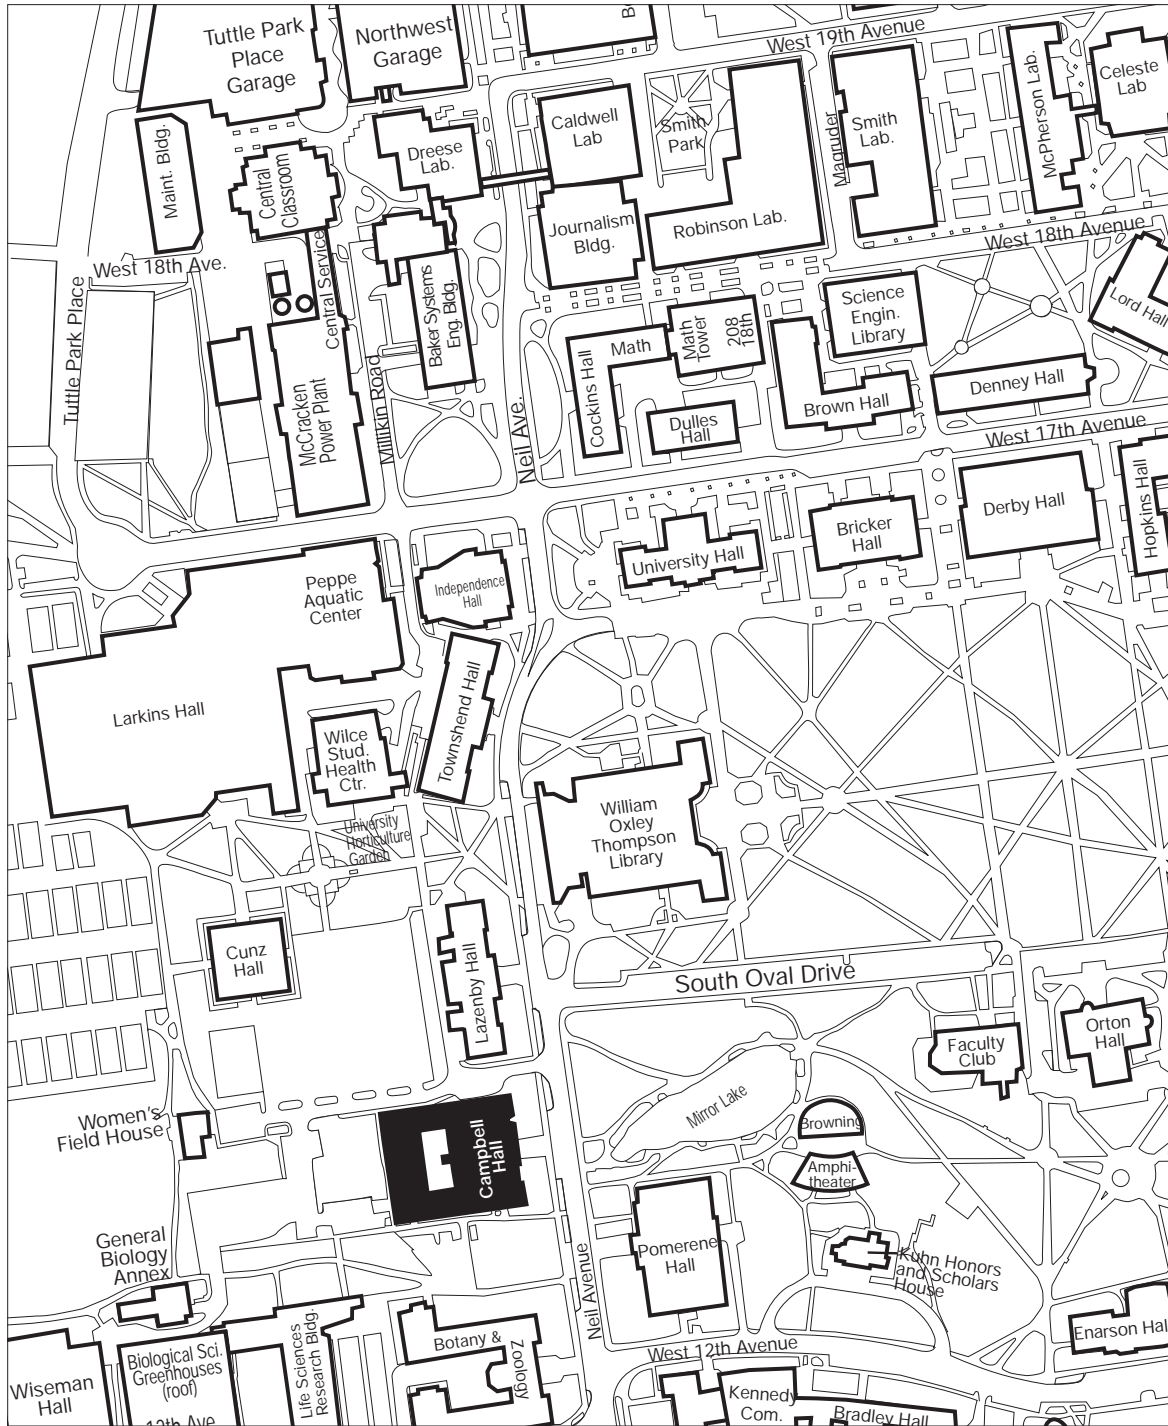 Tuttle Park
Place
Garage
Northwest
Garage
West 19th Avenue
Celeste
Lab
McPherson Lab.
Caldwell
Lab
Smith
Park
Magruder
Smith
Lab.
Maint. Bldg.
Dreese
Lab.
Central
Classroom
Journalism
Bldg.
Robinson Lab.
West 18th Avenue
West 18th Ave.
Central Service
Tuttle Park Place
Baker Systems
Eng. Bldg.
Science
Engin.
Library
Lord Hall
Math
Math
Tower
208
18th
Cockins Hall
Denney Hall
Brown Hall
Dulles
Hall
McCracken
Power Plant
Millikin Road
Neil Ave.
West 17th Avenue
Hopkins Hall
Derby Hall
Bricker
Hall
University Hall
Peppe
Aquatic
Center
Independence
Hall
Larkins Hall
Townshend Hall
Wilce
Stud.
Health
Ctr.
William
Oxley
Thompson
Library
University
Horticulture
Garden
Cunz
Hall
Lazenby Hall
South Oval Drive
Orton
Hall
Faculty
Club
Mirror Lake
Women's
Field House
Browning
Amphi-
theater
Campbell
Hall
General
Biology
Annex
Pomerene
Hall
Kuhn Honors
and Scholars
House
Neil Avenue
Enarson Hal
Life Sciences
Research Bldg.
Botany &
Zoology
West 12th Avenue
Biological Sci.
Greenhouses
(roof)
12th Ave
Wiseman
Hall
Kennedy
Com.
Bradley Hall